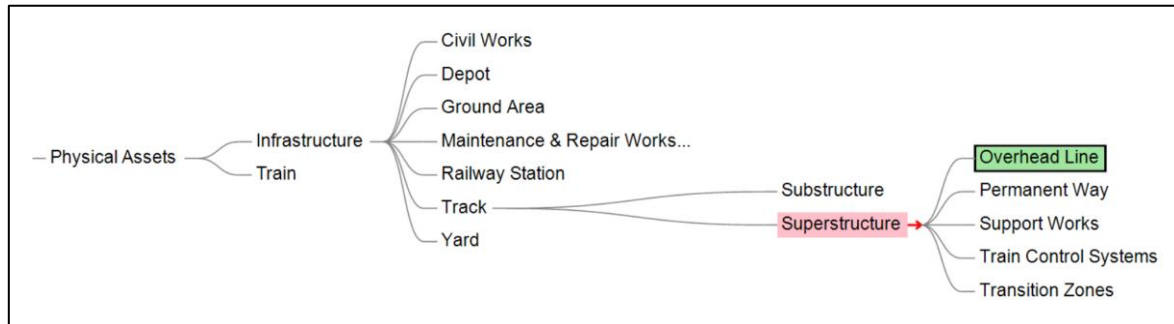 Physical Assets
Infrastructure
Train
Civil Works
Depot
Ground Area
Maintenance & Repair Works...
Railway Station
Track
Yard
Substructure
Superstructure
Overhead Line
Permanent Way
Support Works
Train Control Systems
Transition Zones